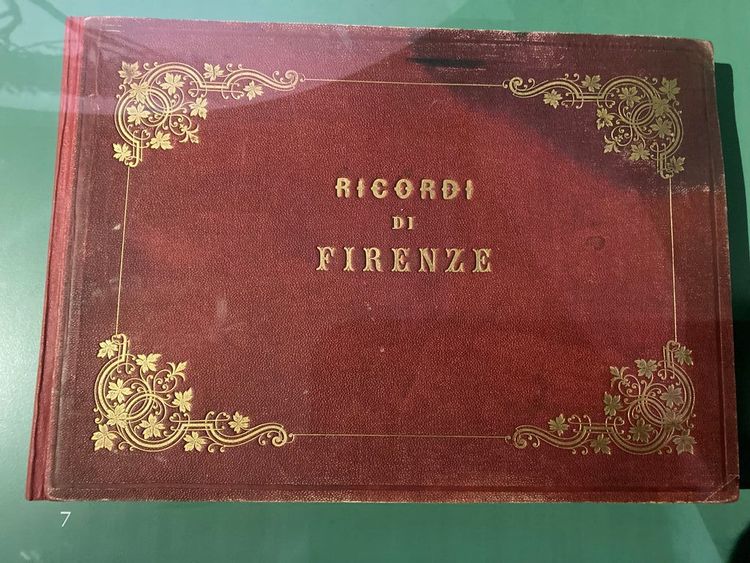 RICORDI
DI
FIRENZE
7